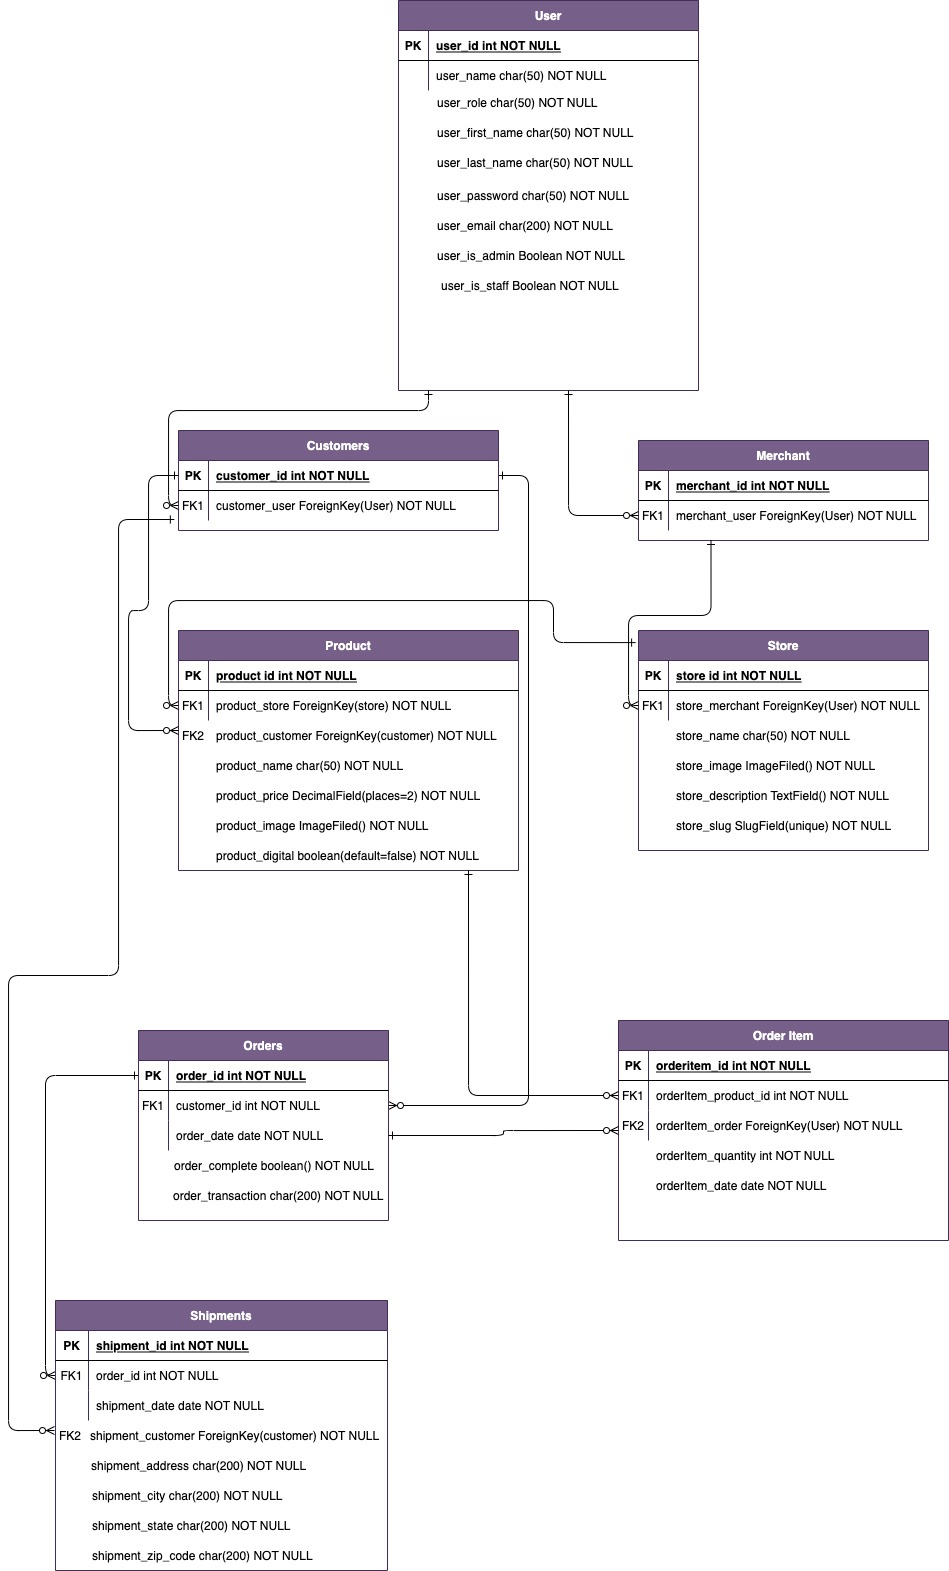 User
PK user_id int NOT NULL
user_name char(50) NOT NULL
user_role char(50) NOT NULL
user_first_name char(50) NOT NULL
user_last_name char(50) NOT NULL
user_password char(50) NOT NULL
user_email char(200) NOT NULL
user_is_admin Boolean NOT NULL
user_is_staff Boolean NOT NULL
Customers
PK customer_id int NOT NULL
FK1 customer_user ForeignKey(User) NOT NULL
Merchant
PK merchant_id int NOT NULL
FK1 merchant_user ForeignKey(User) NOT NULL
Product
PK product id int NOT NULL
FK1 product_store ForeignKey(store) NOT NULL
FK2 product_customer ForeignKey(customer) NOT NULL
product_name char(50) NOT NULL
product_price DecimalField(places=2) NOT NULL
product_image ImageFiled() NOT NULL
product_digital boolean(default=false) NOT NULL
Store
PK store id int NOT NULL
FK1 store_merchant ForeignKey(User) NOT NULL
store_name char(50) NOT NULL
store_image ImageFiled() NOT NULL
store_description TextField() NOT NULL
store_slug SlugField(unique) NOT NULL
Orders
PK order_id int NOT NULL
FK1 customer_id int NOT NULL
order_date date NOT NULL
order_complete boolean() NOT NULL
order_transaction char(200) NOT NULL
Order Item
PK orderitem_id int NOT NULL
FK1 orderItem_product_id int NOT NULL
FK2 orderItem_order ForeignKey(User) NOT NULL
orderItem_quantity int NOT NULL
orderItem_date date NOT NULL
Shipments
PK shipment_id int NOT NULL
FK1 order_id int NOT NULL
shipment_date date NOT NULL
FK2 shipment_customer ForeignKey(customer) NOT NULL
shipment_address char(200) NOT NULL
shipment_city char(200) NOT NULL
shipment_state char(200) NOT NULL
shipment_zip_code char(200) NOT NULL